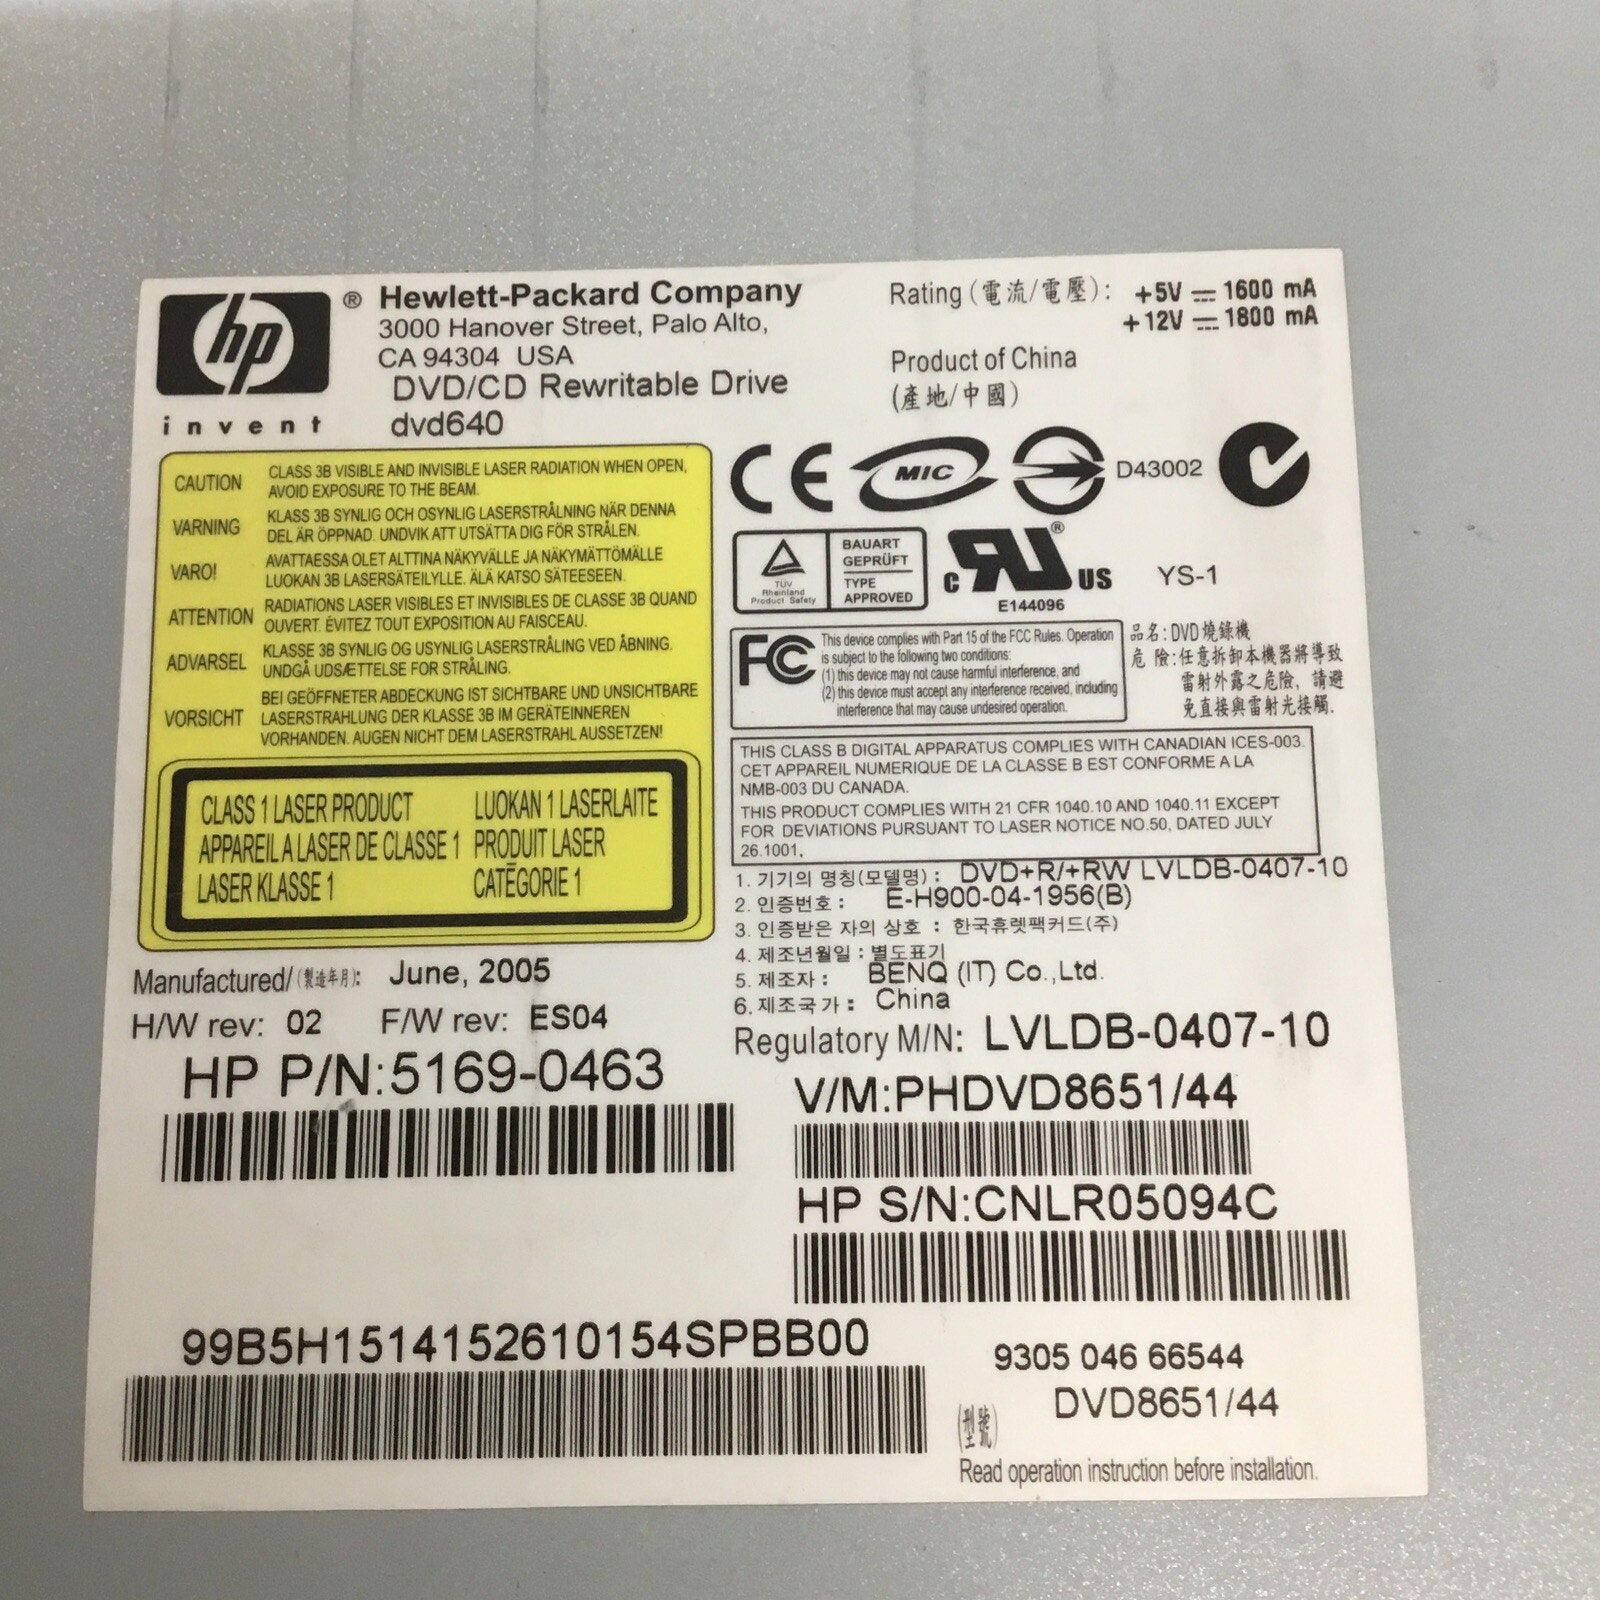 hp
invent
®
Hewlett-Packard Company
3000 Hanover Street, Palo Alto,
CA 94304 USA
DVD/CD Rewritable Drive
dvd640
Rating (電流/電壓): +5V ⎓ 1600 mA
+12V ⎓ 1800 mA
Product of China
(產地/中國)
CAUTION CLASS 3B VISIBLE AND INVISIBLE LASER RADIATION WHEN OPEN,
AVOID EXPOSURE TO THE BEAM.
VARNING KLASS 3B SYNLIG OCH OSYNLIG LASERSTRÅLNING NÄR DENNA
DEL ÄR ÖPPNAD. UNDVIK ATT UTSÄTTA DIG FÖR STRÅLEN.
VARO! AVATTAESSA OLET ALTTINA NÄKYVÄLLE JA NÄKYMÄTTÖMÄLLE
LUOKAN 3B LASERSÄTEILYLLE. ÄLÄ KATSO SÄTEESEEN.
ATTENTION RADIATIONS LASER VISIBLES ET INVISIBLES DE CLASSE 3B QUAND
OUVERT. ÉVITEZ TOUT EXPOSITION AU FAISCEAU.
ADVARSEL KLASSE 3B SYNLIG OG USYNLIG LASERSTRÅLING VED ÅBNING.
UNDGÅ UDSÆTTELSE FOR STRÅLING.
VORSICHT BEI GEÖFFNETER ABDECKUNG IST SICHTBARE UND UNSICHTBARE
LASERSTRAHLUNG DER KLASSE 3B IM GERÄTEINNEREN
VORHANDEN. AUGEN NICHT DEM LASERSTRAHL AUSSETZEN!
CLASS 1 LASER PRODUCT LUOKAN 1 LASERLAITE
APPAREIL A LASER DE CLASSE 1 PRODUIT LASER
LASER KLASSE 1 CATĒGORIE 1
CE MIC D43002
TÜV
Rheinland
Product Safety
BAUART
GEPRÜFT
TYPE
APPROVED
c RU ® US
E144096
YS-1
FC
This device complies with Part 15 of the FCC Rules. Operation
is subject to the following two conditions:
(1) this device may not cause harmful interference, and
(2) this device must accept any interference received, including
interference that may cause undesired operation.
品名:DVD燒錄機
危 險:任意拆卸本機器將導致
雷射外露之危險, 請避
免直接與雷射光接觸.
THIS CLASS B DIGITAL APPARATUS COMPLIES WITH CANADIAN ICES-003.
CET APPAREIL NUMERIQUE DE LA CLASSE B EST CONFORME A LA
NMB-003 DU CANADA.
THIS PRODUCT COMPLIES WITH 21 CFR 1040.10 AND 1040.11 EXCEPT
FOR DEVIATIONS PURSUANT TO LASER NOTICE NO.50, DATED JULY
26.1001,
1. 기기의 명칭(모델명) : DVD+R/+RW LVLDB-0407-10
2. 인증번호 : E-H900-04-1956(B)
3. 인증받은 자의 상호 : 한국휴렛팩커드(주)
4. 제조년월일 : 별도표기
5. 제조자 : BENQ (IT) Co.,Ltd.
6. 제조국가 : China
Regulatory M/N: LVLDB-0407-10
Manufactured/(製造年月): June, 2005
H/W rev: 02 F/W rev: ES04
HP P/N:5169-0463
V/M:PHDVD8651/44
HP S/N:CNLR05094C
99B5H1514152610154SPBB00
9305 046 66544
(型號) DVD8651/44
Read operation instruction before installation.